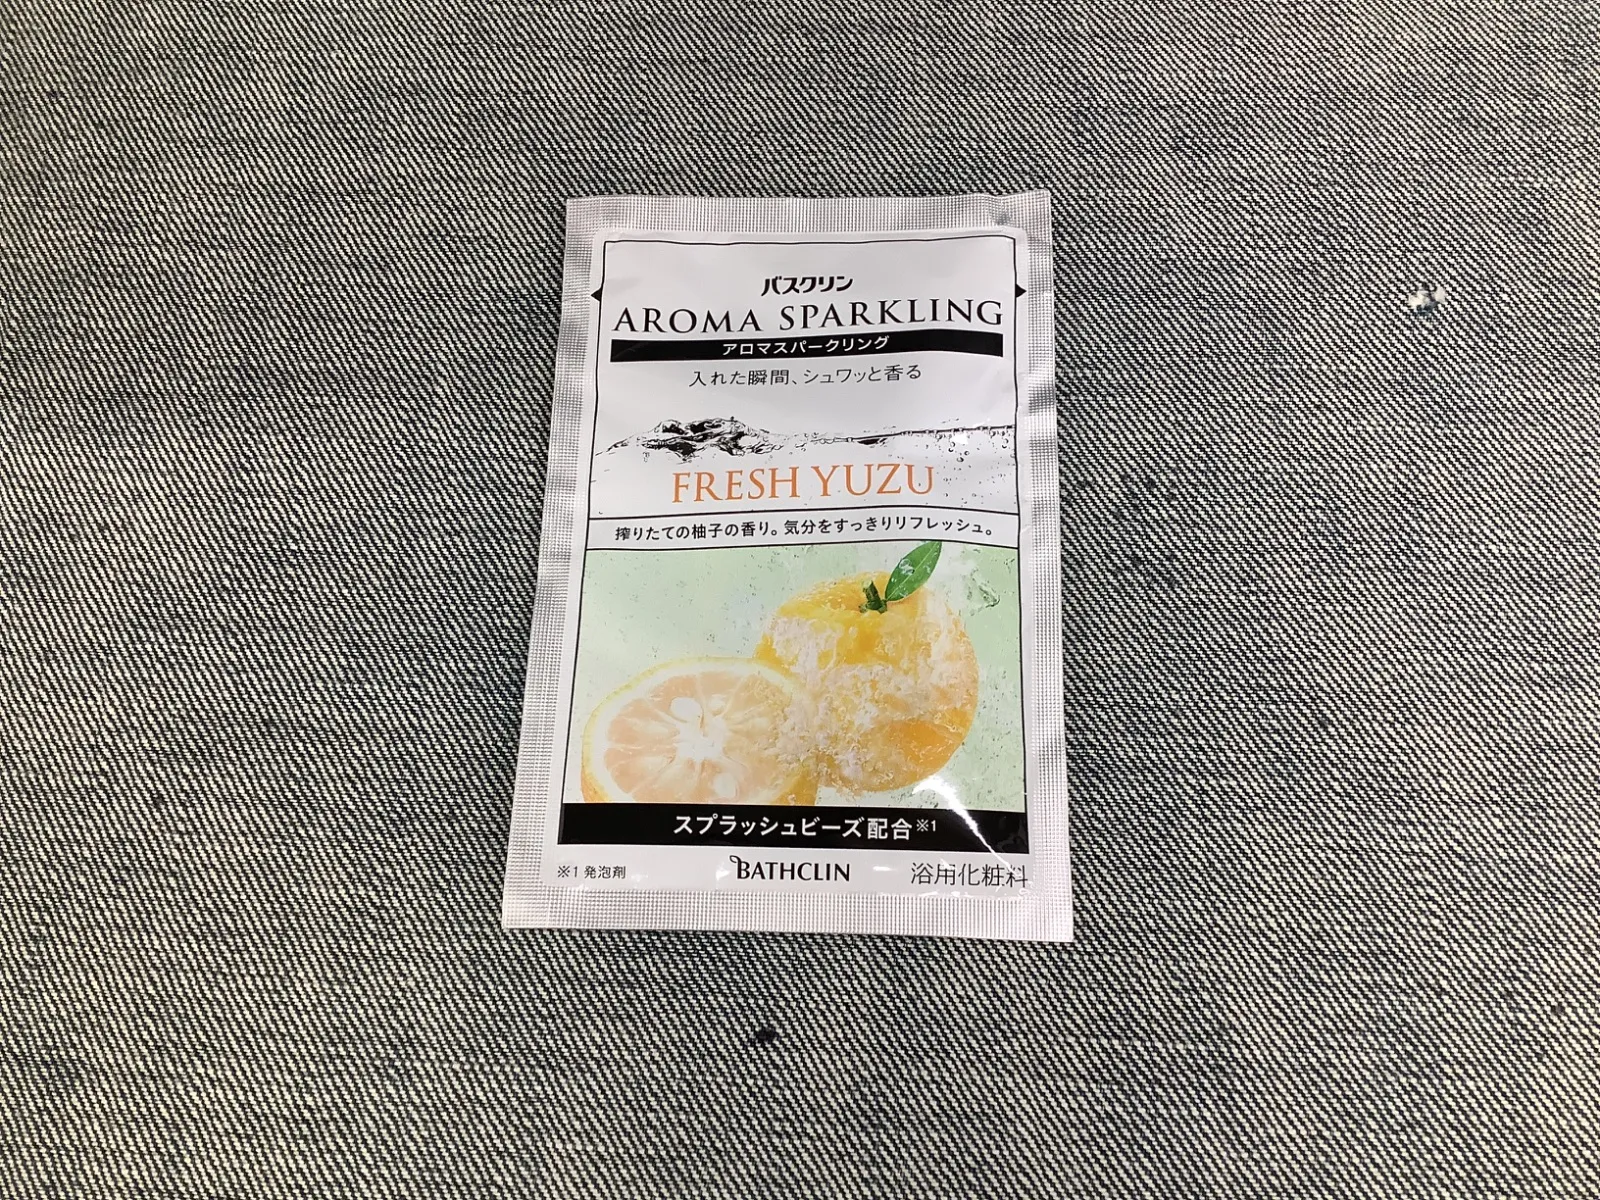 バスクリン
AROMA SPARKLING
アロマスパークリング
入れた瞬間、シュワッと香る
FRESH YUZU
搾りたての柚子の香り。気分をすっきりリフレッシュ。
スプラッシュビーズ配合※1
※1 発泡剤 BATHCLIN 浴用化粧料